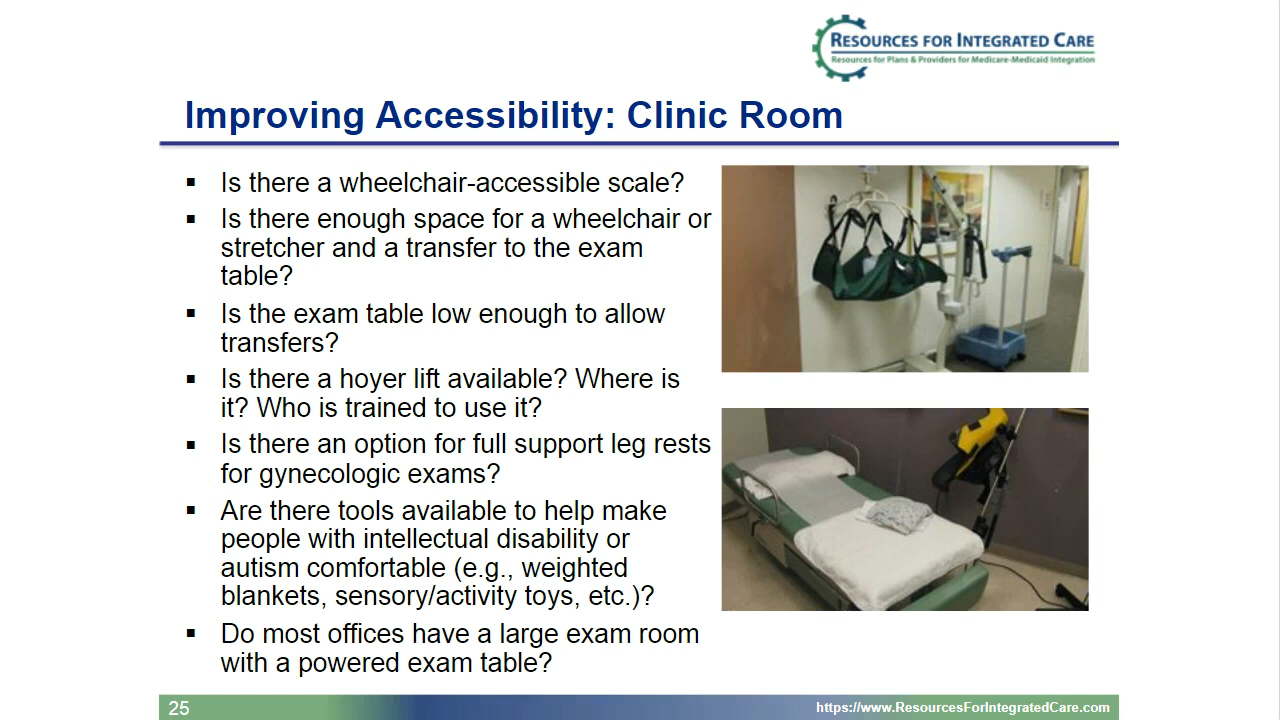 RESOURCES FOR INTEGRATED CARE
Resources for Plans & Providers for Medicare-Medicaid Integration
Improving Accessibility: Clinic Room
▪ Is there a wheelchair-accessible scale?
▪ Is there enough space for a wheelchair or
stretcher and a transfer to the exam
table?
▪ Is the exam table low enough to allow
transfers?
▪ Is there a hoyer lift available? Where is
it? Who is trained to use it?
▪ Is there an option for full support leg rests
for gynecologic exams?
▪ Are there tools available to help make
people with intellectual disability or
autism comfortable (e.g., weighted
blankets, sensory/activity toys, etc.)?
▪ Do most offices have a large exam room
with a powered exam table?
25
https://www.ResourcesForIntegratedCare.com